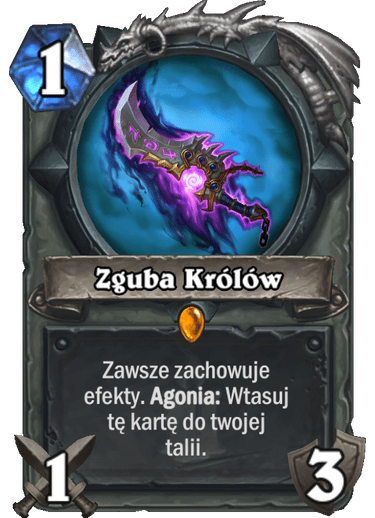 1
Zguba Królów
Zawsze zachowuje
efekty. Agonia: Wtasuj
tę kartę do twojej
talii.
1
3